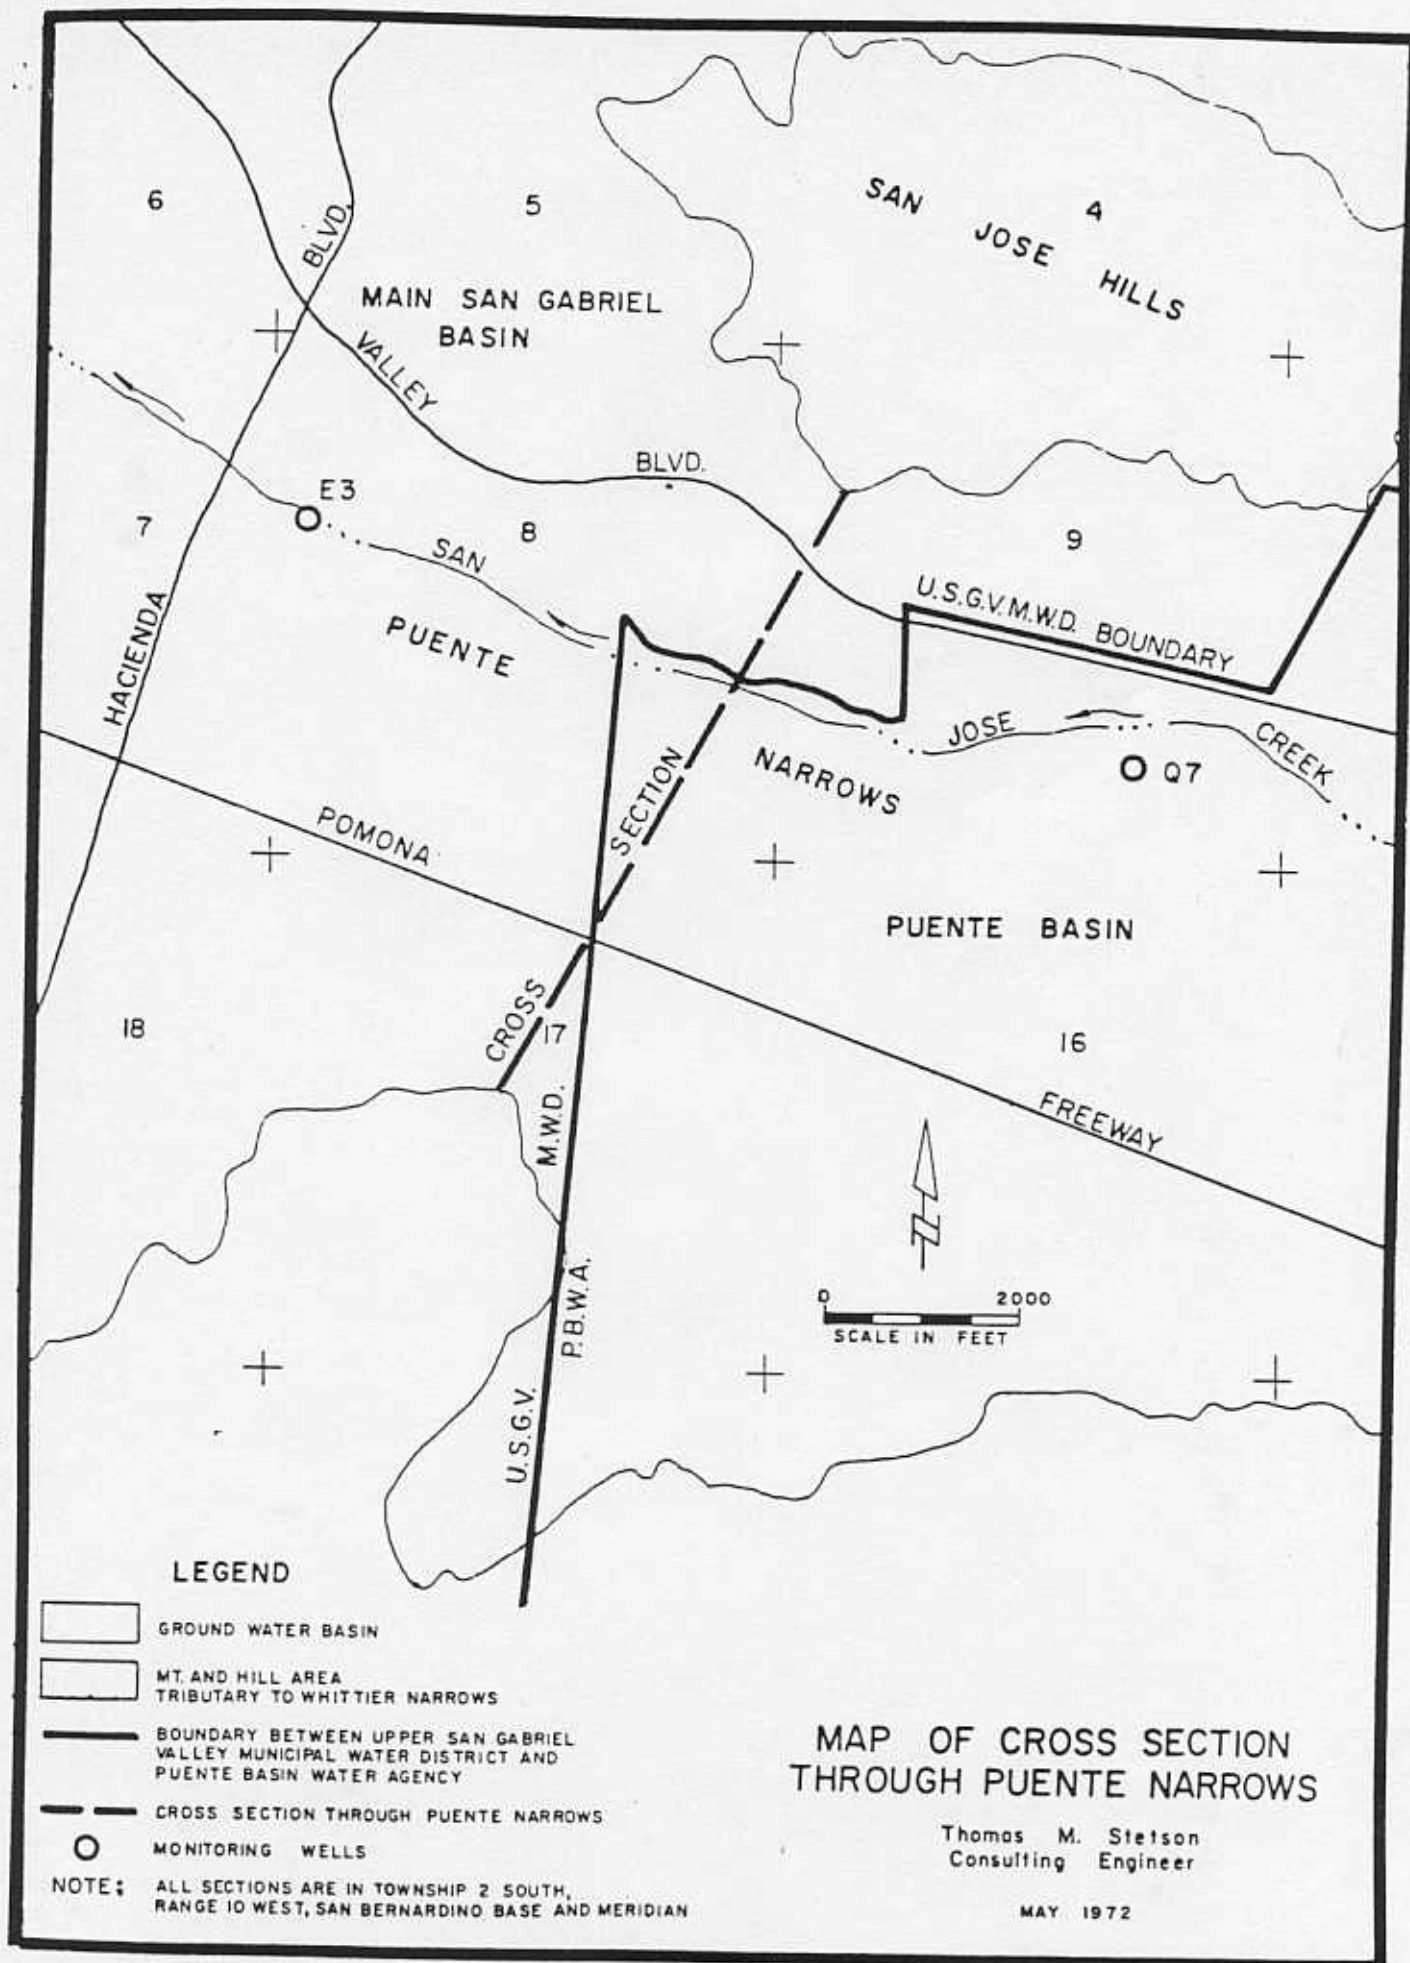 6
5
4
SAN JOSE HILLS
BLVD.
MAIN SAN GABRIEL
BASIN
VALLEY
BLVD.
E3
7
8
9
SAN
U.S.G.V.M.W.D. BOUNDARY
PUENTE
HACIENDA
JOSE
CREEK
NARROWS
Q7
SECTION
POMONA
PUENTE BASIN
CROSS
18
17
16
M.W.D.
FREEWAY
P.B.W.A.
U.S.G.V.
0 2000
SCALE IN FEET
LEGEND
GROUND WATER BASIN
MT. AND HILL AREA
TRIBUTARY TO WHITTIER NARROWS
BOUNDARY BETWEEN UPPER SAN GABRIEL
VALLEY MUNICIPAL WATER DISTRICT AND
PUENTE BASIN WATER AGENCY
CROSS SECTION THROUGH PUENTE NARROWS
MONITORING WELLS
NOTE: ALL SECTIONS ARE IN TOWNSHIP 2 SOUTH,
RANGE 10 WEST, SAN BERNARDINO BASE AND MERIDIAN
MAP OF CROSS SECTION
THROUGH PUENTE NARROWS
Thomas M. Stetson
Consulting Engineer
MAY 1972